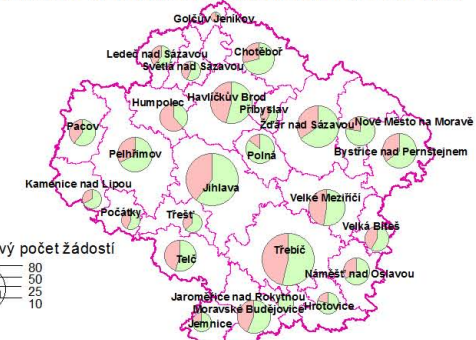 Golčův Jeníkov
Ledeč nad Sázavou
Chotěboř
Světlá nad Sázavou
Havlíčkův Brod
Humpolec
Přibyslav
Pacov
Žďár nad Sázavou
Nové Město na Moravě
Pelhřimov
Polná
Bystřice nad Pernštejnem
Kamenice nad Lipou
Jihlava
Velké Meziříčí
Počátky
Třešť
Velká Bíteš
vý počet žádostí
80
50
25
10
Telč
Třebíč
Náměšť nad Oslavou
Jaroměřice nad Rokytnou
Hrotovice
Moravské Budějovice
Jemnice